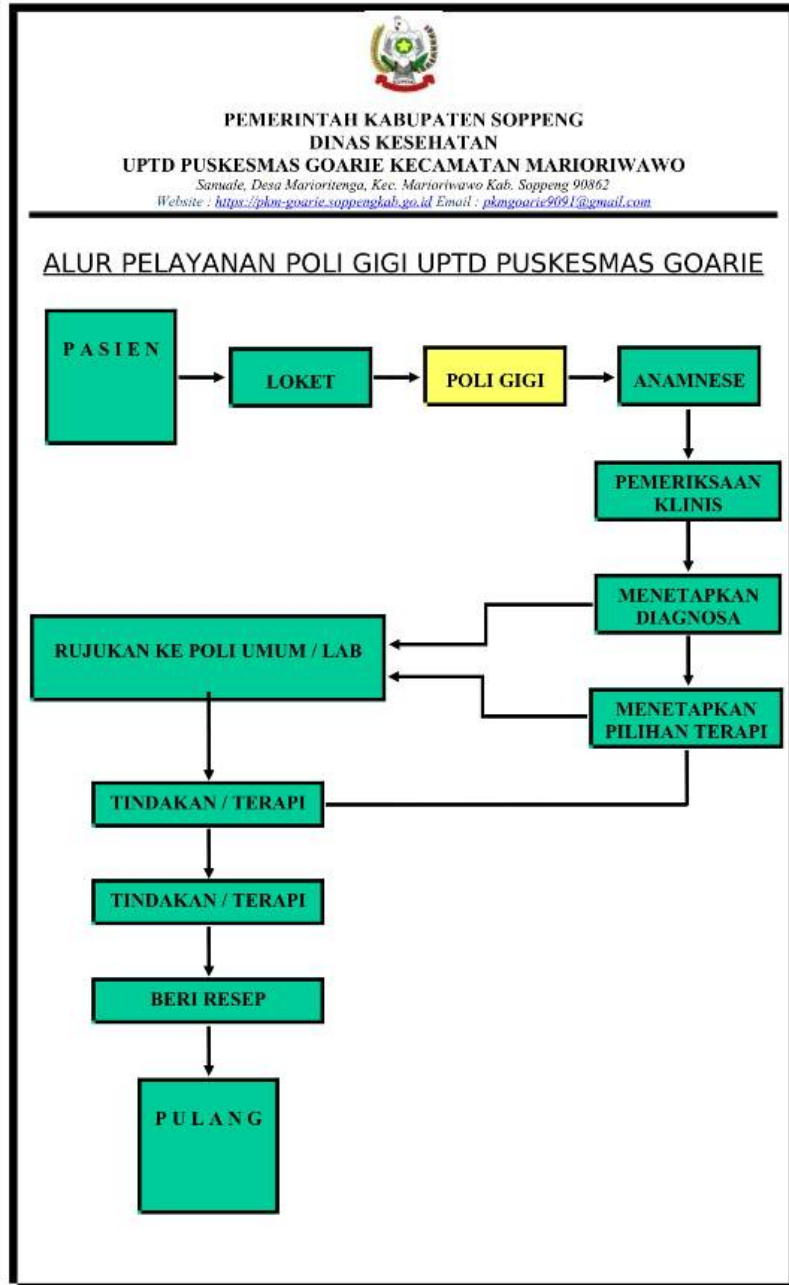 PEMERINTAH KABUPATEN SOPPENG
DINAS KESEHATAN
UPTD PUSKESMAS GOARIE KECAMATAN MARIORIWAWO
Sanuale, Desa Marioritenga, Kec. Marioriwawo Kab. Soppeng 90862
Website : https://pkm-goarie.soppengkab.go.id Email : pkmgoarie9091@gmail.com
ALUR PELAYANAN POLI GIGI UPTD PUSKESMAS GOARIE
P A S I E N
LOKET
POLI GIGI
ANAMNESE
PEMERIKSAAN
KLINIS
MENETAPKAN
DIAGNOSA
RUJUKAN KE POLI UMUM / LAB
MENETAPKAN
PILIHAN TERAPI
TINDAKAN / TERAPI
TINDAKAN / TERAPI
BERI RESEP
P U L A N G